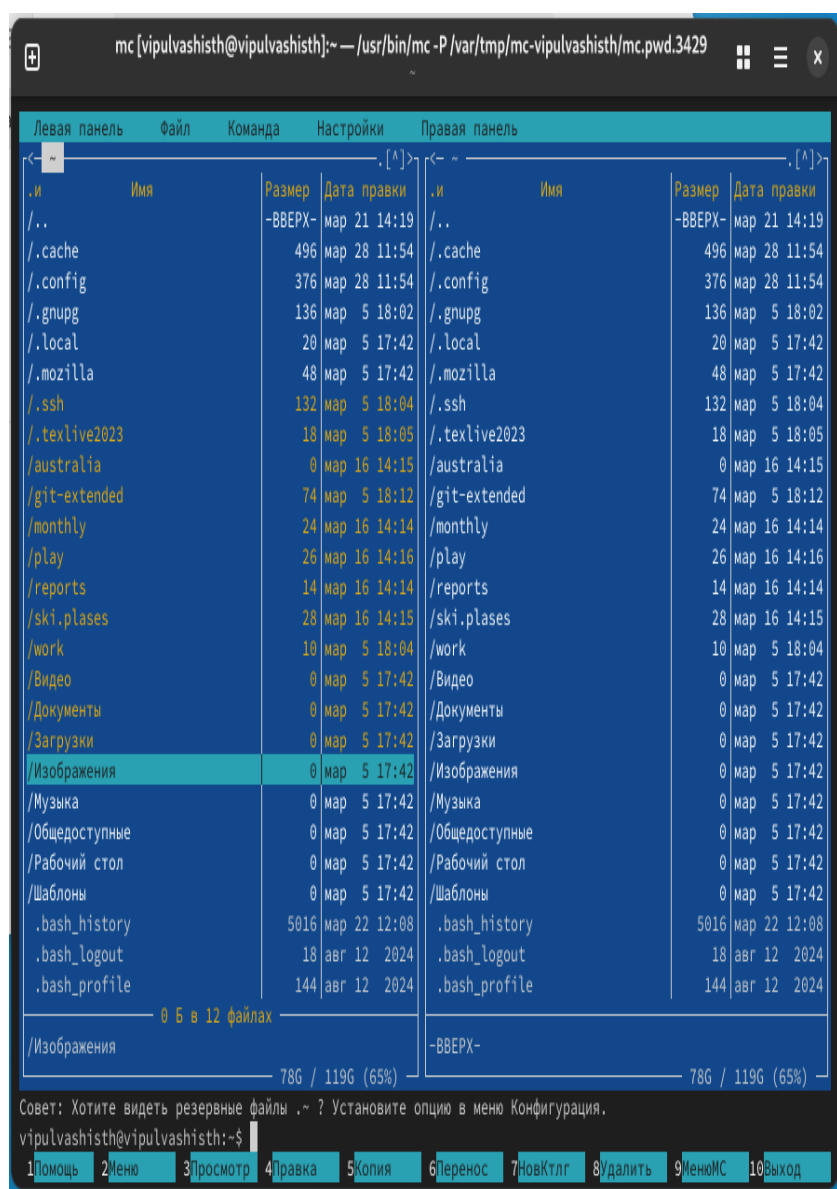 mc [vipulvashisth@vipulvashisth]:~ — /usr/bin/mc -P /var/tmp/mc-vipulvashisth/mc.pwd.3429
~
Левая панель Файл Команда Настройки Правая панель
<- ~ .[^]> <- ~ .[^]>
.и Имя Размер Дата правки .и Имя Размер Дата правки
/.. -ВВЕРХ- мар 21 14:19 /.. -ВВЕРХ- мар 21 14:19
/.cache 496 мар 28 11:54 /.cache 496 мар 28 11:54
/.config 376 мар 28 11:54 /.config 376 мар 28 11:54
/.gnupg 136 мар 5 18:02 /.gnupg 136 мар 5 18:02
/.local 20 мар 5 17:42 /.local 20 мар 5 17:42
/.mozilla 48 мар 5 17:42 /.mozilla 48 мар 5 17:42
/.ssh 132 мар 5 18:04 /.ssh 132 мар 5 18:04
/.texlive2023 18 мар 5 18:05 /.texlive2023 18 мар 5 18:05
/australia 0 мар 16 14:15 /australia 0 мар 16 14:15
/git-extended 74 мар 5 18:12 /git-extended 74 мар 5 18:12
/monthly 24 мар 16 14:14 /monthly 24 мар 16 14:14
/play 26 мар 16 14:16 /play 26 мар 16 14:16
/reports 14 мар 16 14:14 /reports 14 мар 16 14:14
/ski.plases 28 мар 16 14:15 /ski.plases 28 мар 16 14:15
/work 10 мар 5 18:04 /work 10 мар 5 18:04
/Видео 0 мар 5 17:42 /Видео 0 мар 5 17:42
/Документы 0 мар 5 17:42 /Документы 0 мар 5 17:42
/Загрузки 0 мар 5 17:42 /Загрузки 0 мар 5 17:42
/Изображения 0 мар 5 17:42 /Изображения 0 мар 5 17:42
/Музыка 0 мар 5 17:42 /Музыка 0 мар 5 17:42
/Общедоступные 0 мар 5 17:42 /Общедоступные 0 мар 5 17:42
/Рабочий стол 0 мар 5 17:42 /Рабочий стол 0 мар 5 17:42
/Шаблоны 0 мар 5 17:42 /Шаблоны 0 мар 5 17:42
.bash_history 5016 мар 22 12:08 .bash_history 5016 мар 22 12:08
.bash_logout 18 авг 12 2024 .bash_logout 18 авг 12 2024
.bash_profile 144 авг 12 2024 .bash_profile 144 авг 12 2024
0 Б в 12 файлах
/Изображения -ВВЕРХ-
78G / 119G (65%) 78G / 119G (65%)
Совет: Хотите видеть резервные файлы .~ ? Установите опцию в меню Конфигурация.
vipulvashisth@vipulvashisth:~$
1Помощь 2Меню 3Просмотр 4Правка 5Копия 6Перенос 7НовКтлг 8Удалить 9МенюMC 10Выход